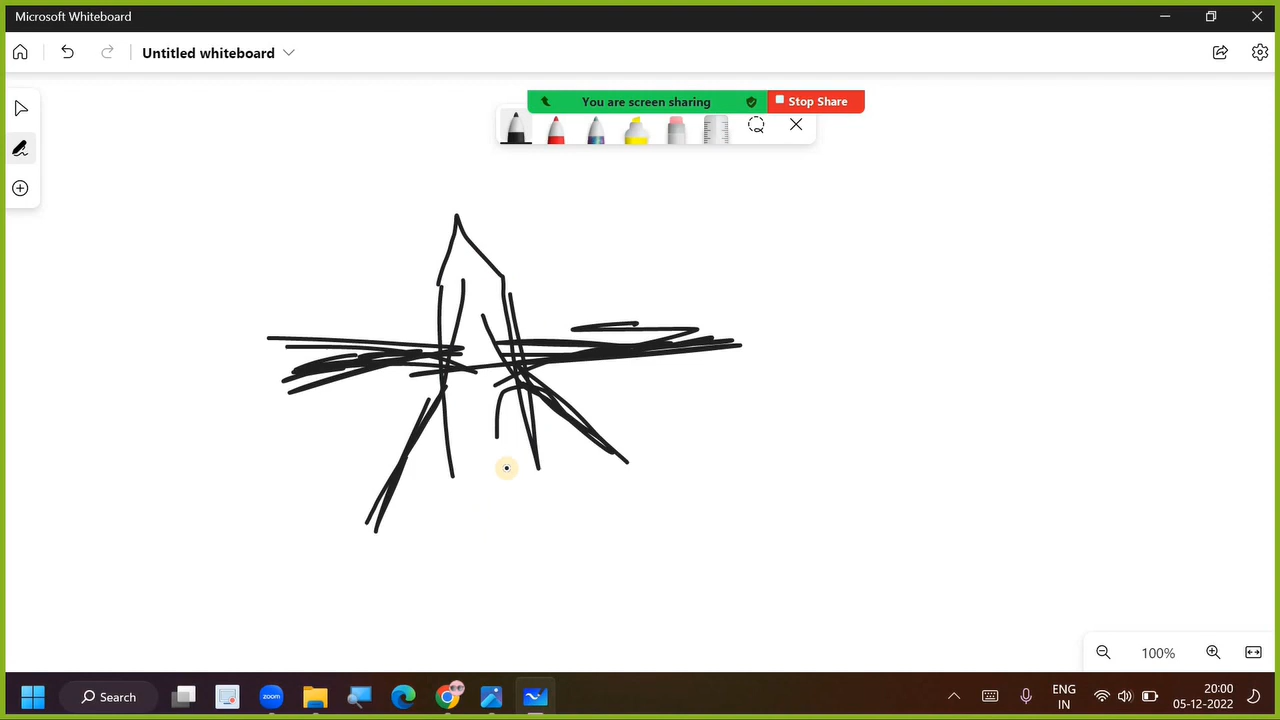 Microsoft Whiteboard
Untitled whiteboard
You are screen sharing
Stop Share
100%
Search
zoom
ENG
IN
20:00
05-12-2022